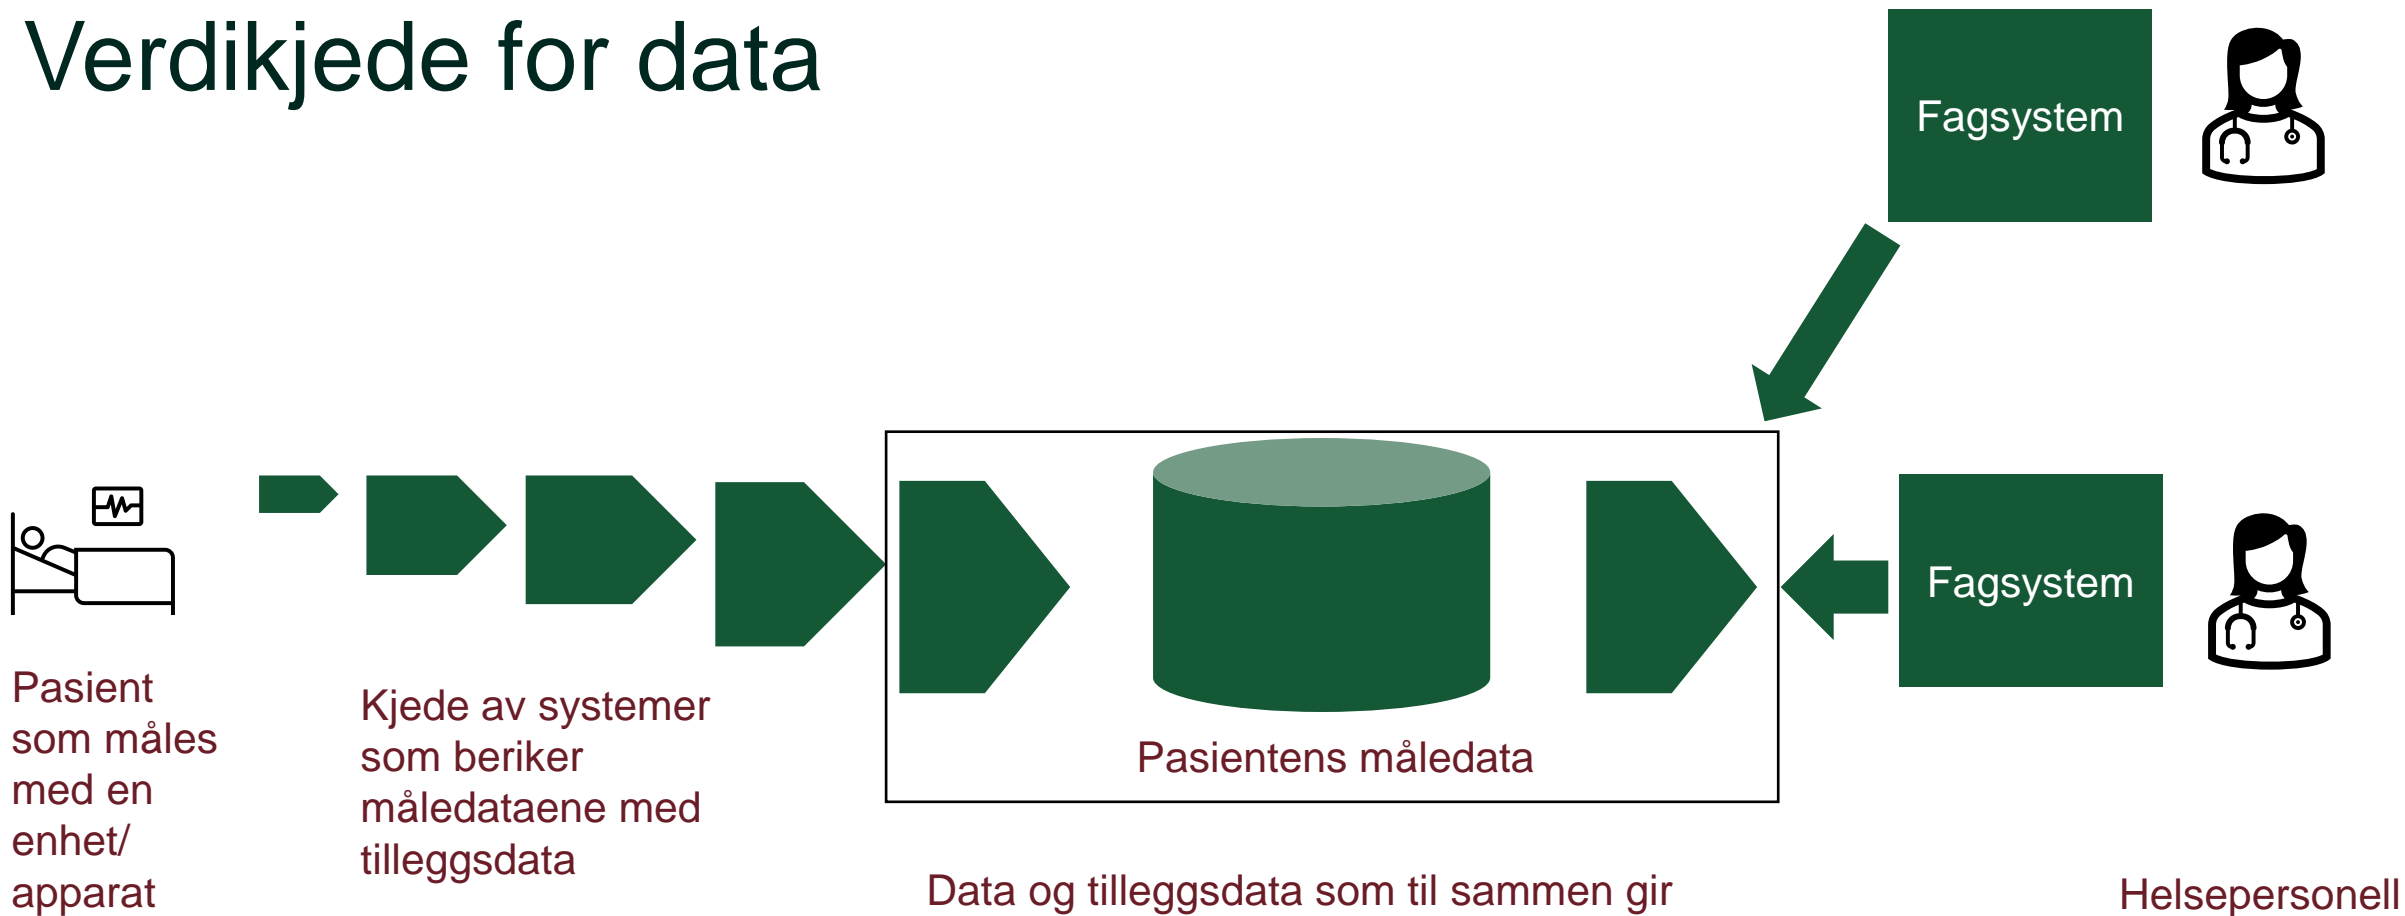 Verdikjede for data
Fagsystem
Fagsystem
Pasient
som måles
med en
enhet/
apparat
Kjede av systemer
som beriker
måledataene med
tilleggsdata
Pasientens måledata
Data og tilleggsdata som til sammen gir
Helsepersonell